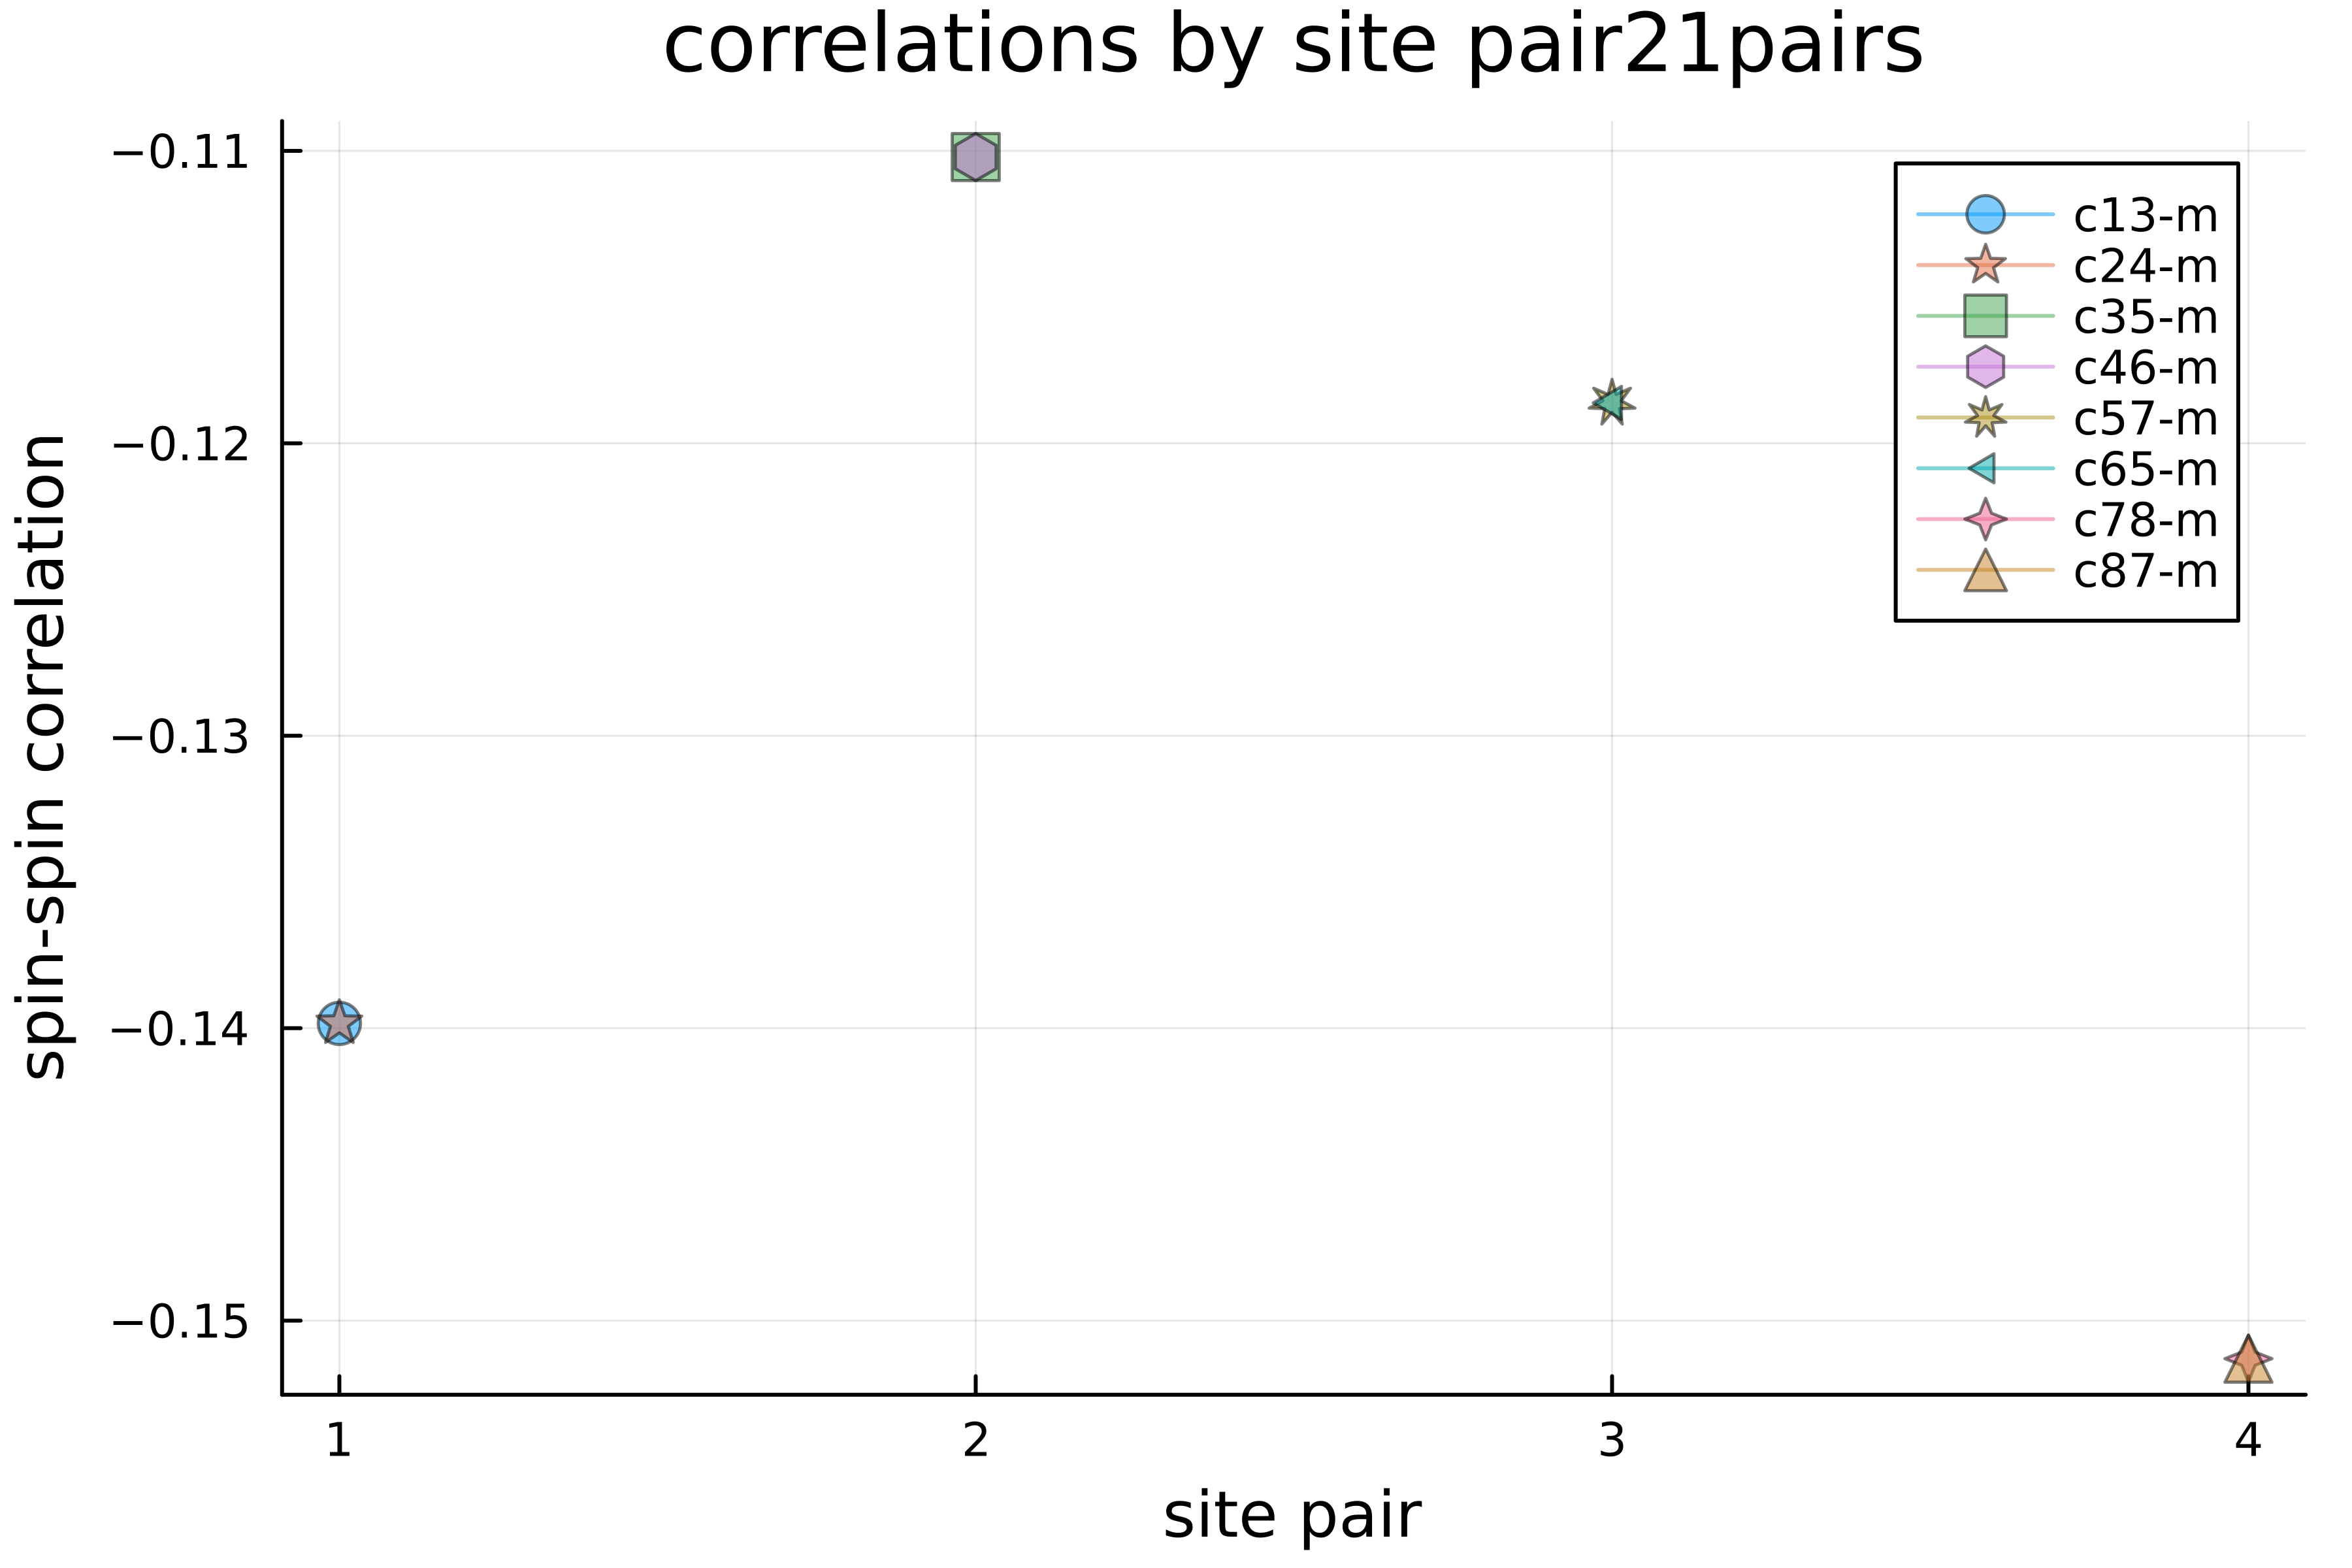 correlations by site pair21pairs
spin-spin correlation
−0.11
−0.12
−0.13
−0.14
−0.15
c13-m
c24-m
c35-m
c46-m
c57-m
c65-m
c78-m
c87-m
1 2 3 4
site pair